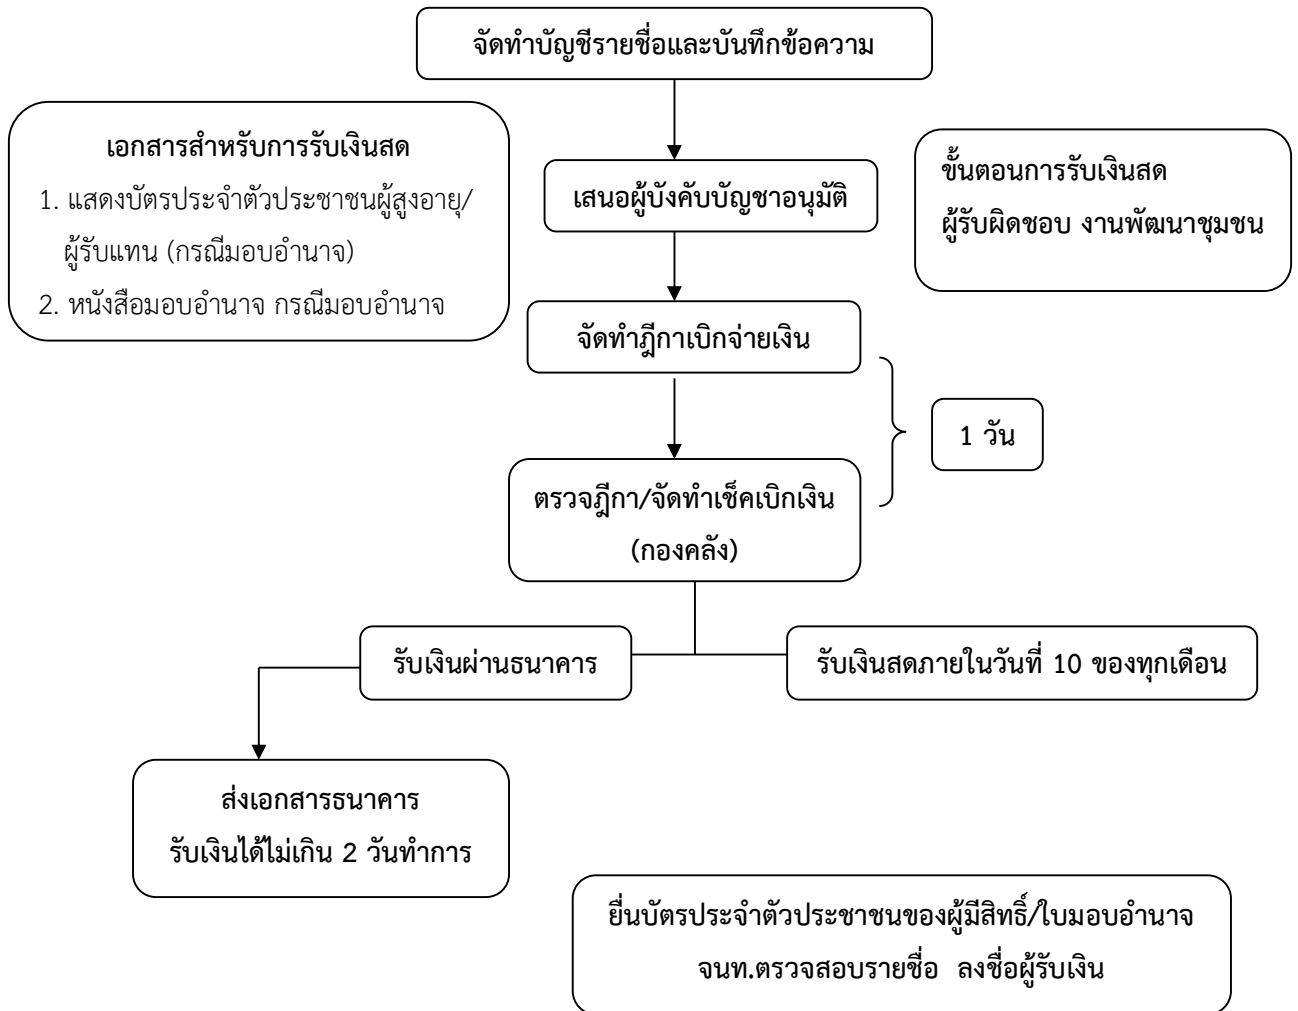 จัดทำบัญชีรายชื่อและบันทึกข้อความ
เอกสารสำหรับการรับเงินสด
1. แสดงบัตรประจำตัวประชาชนผู้สูงอายุ/
ผู้รับแทน (กรณีมอบอำนาจ)
2. หนังสือมอบอำนาจ กรณีมอบอำนาจ
เสนอผู้บังคับบัญชาอนุมัติ
ขั้นตอนการรับเงินสด
ผู้รับผิดชอบ งานพัฒนาชุมชน
จัดทำฎีกาเบิกจ่ายเงิน
1 วัน
ตรวจฎีกา/จัดทำเช็คเบิกเงิน
(กองคลัง)
รับเงินผ่านธนาคาร
รับเงินสดภายในวันที่ 10 ของทุกเดือน
ส่งเอกสารธนาคาร
รับเงินได้ไม่เกิน 2 วันทำการ
ยื่นบัตรประจำตัวประชาชนของผู้มีสิทธิ์/ใบมอบอำนาจ
จนท.ตรวจสอบรายชื่อ ลงชื่อผู้รับเงิน